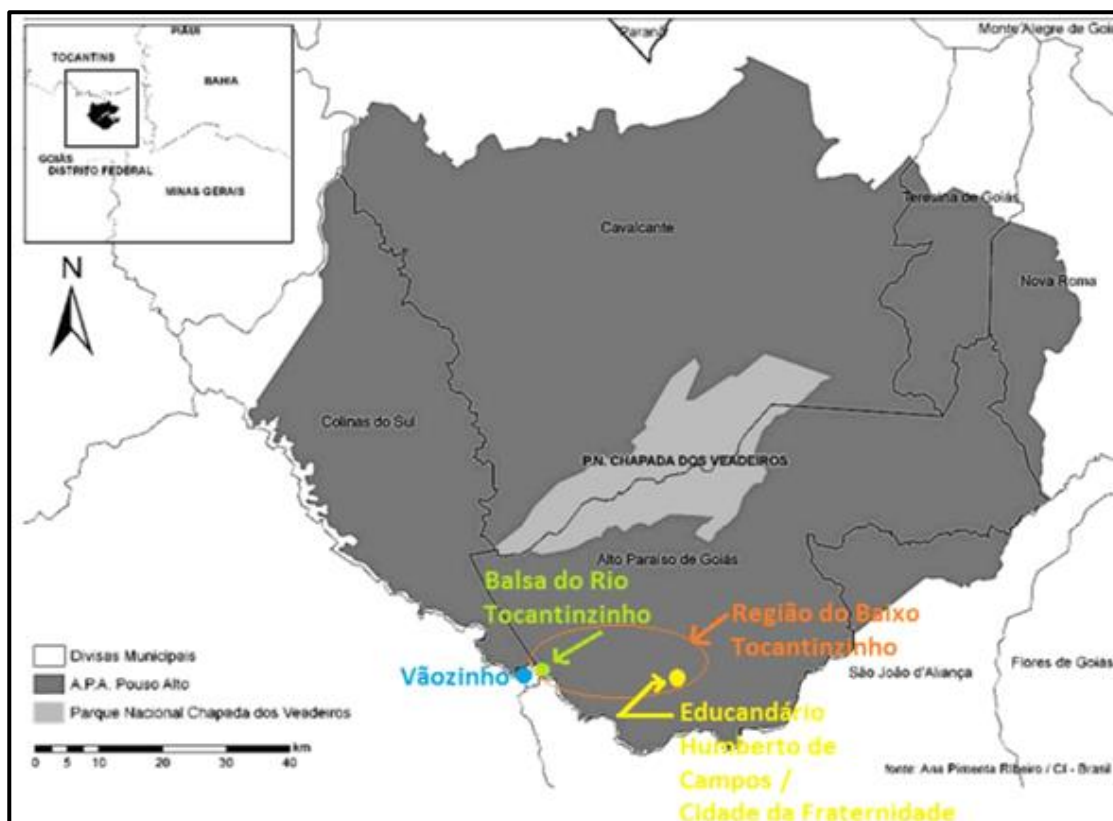 PIAUÍ
TOCANTINS
BAHIA
GOIÁS
DISTRITO FEDERAL
MINAS GERAIS
N
Paranã
Monte Alegre de Goi
Cavalcante
Teresina de Goiás
Nova Roma
Colinas do Sul
P.N. CHAPADA DOS VEADEIROS
Alto Paraíso de Goiás
Balsa do Rio
Tocantinzinho
Região do Baixo
Tocantinzinho
Vãozinho
São João d'Aliança
Flores de Goiás
Educandário
Humberto de
Campos /
Cidade da Fraternidade
Divisas Municipais
A.P.A. Pouso Alto
Parque Nacional Chapada dos Veadeiros
km
0 5 10 20 30 40
fonte: Ana Pimenta Ribeiro / CI - Brasil